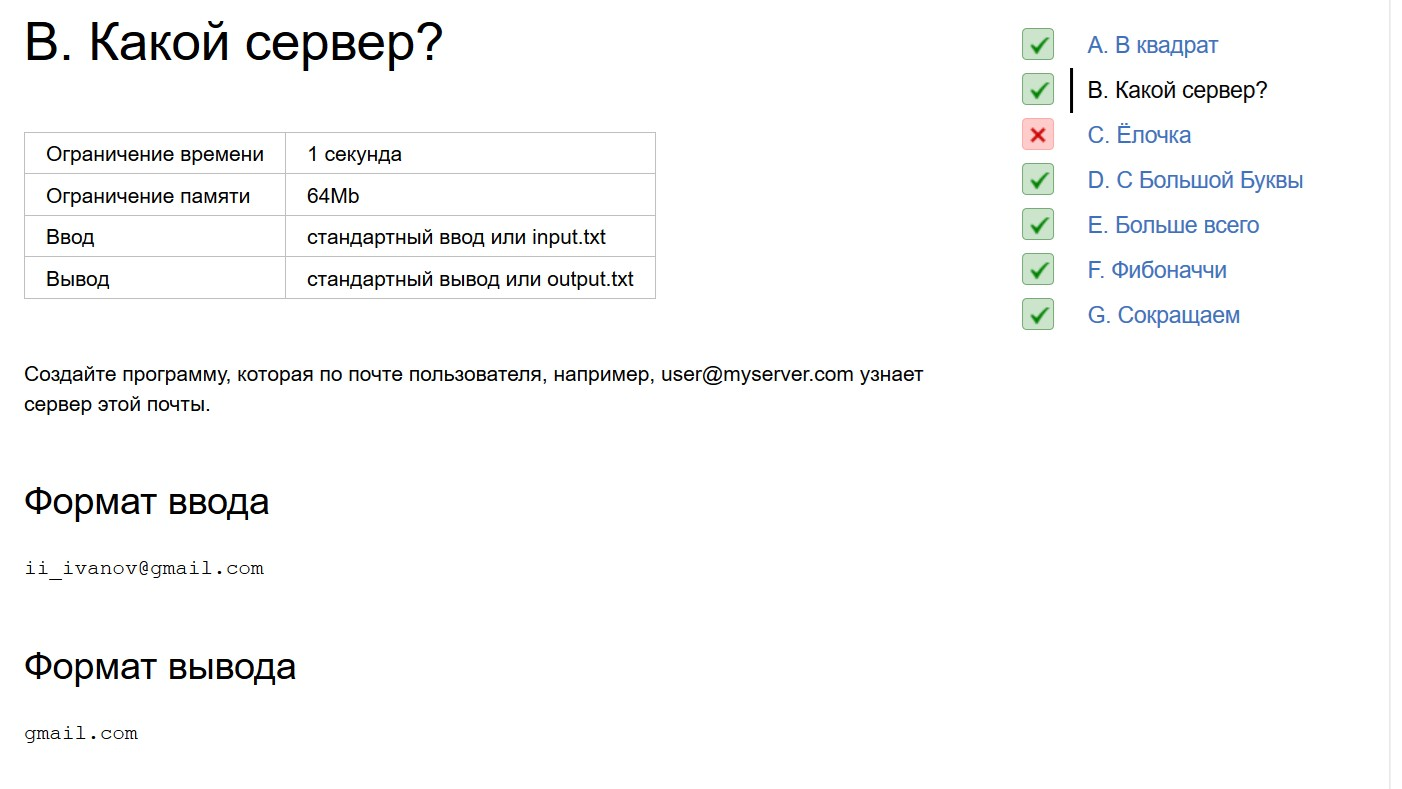 B. Какой сервер?
Ограничение времени 1 секунда
Ограничение памяти 64Mb
Ввод стандартный ввод или input.txt
Вывод стандартный вывод или output.txt
Создайте программу, которая по почте пользователя, например, user@myserver.com узнает
сервер этой почты.
Формат ввода
ii_ivanov@gmail.com
Формат вывода
gmail.com
A. В квадрат
B. Какой сервер?
C. Ёлочка
D. С Большой Буквы
E. Больше всего
F. Фибоначчи
G. Сокращаем